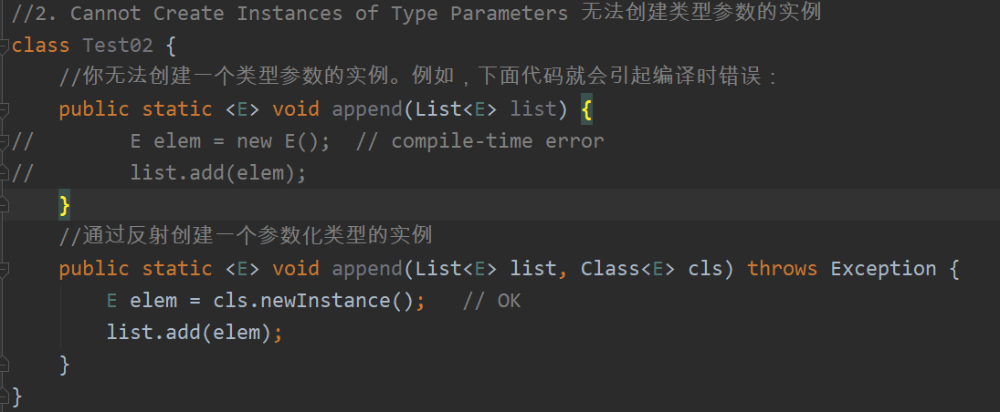 //2. Cannot Create Instances of Type Parameters 无法创建类型参数的实例
class Test02 {
    //你无法创建一个类型参数的实例。例如，下面代码就会引起编译时错误：
    public static <E> void append(List<E> list) {
//        E elem = new E();  // compile-time error
//        list.add(elem);
    }
    //通过反射创建一个参数化类型的实例
    public static <E> void append(List<E> list, Class<E> cls) throws Exception {
        E elem = cls.newInstance();   // OK
        list.add(elem);
    }
}